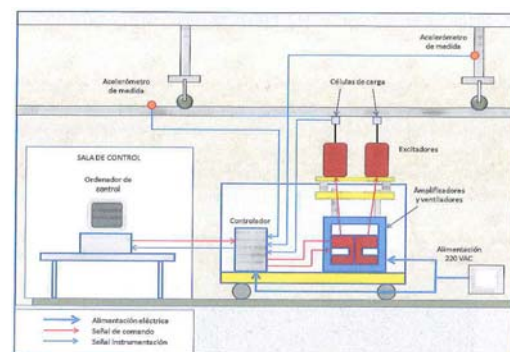 Acelerómetro
de medida
Acelerómetro
de medida
Células de carga
Excitadores
SALA DE CONTROL
Ordenador de
control
Amplificadores
y ventiladores
Controlador
Alimentación
220 VAC
Alimentación eléctrica
Señal de comando
Señal instrumentación